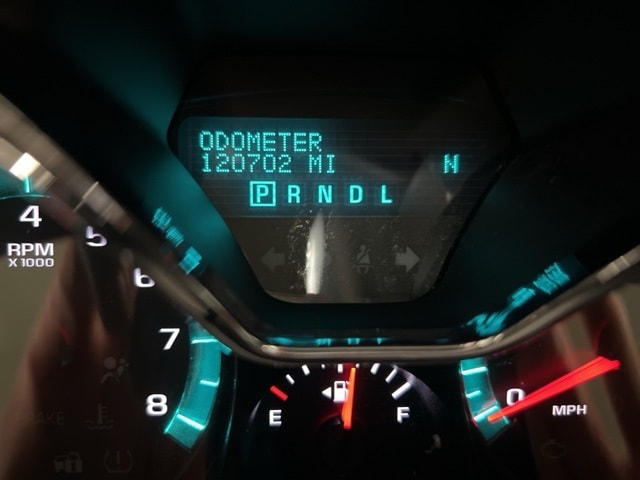 ODOMETER
120702 MI N
P R N D L
4
5
6
7
8
RPM
X1000
E F
0
MPH